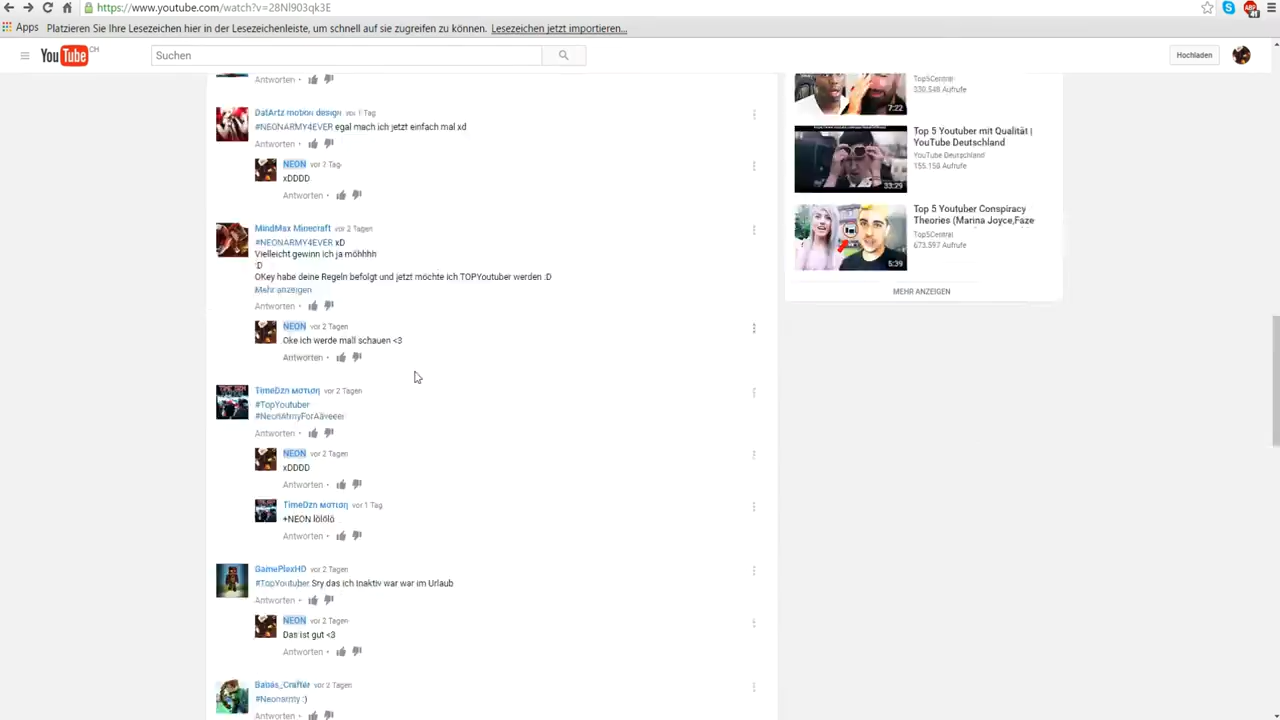 https://www.youtube.com/watch?v=28Nl903qk3E
Apps Platzieren Sie Ihre Lesezeichen hier in der Lesezeichenleiste, um schnell auf sie zugreifen zu können. Lesezeichen jetzt importieren...
YouTube CH
Suchen
Hochladen
Antworten •
DatArtz motion design vor 1 Tag
#NEONARMY4EVER egal mach ich jetzt einfach mal xd
Antworten •
NEON vor 1 Tag
xDDDD
Antworten •
MindMax Minecraft vor 2 Tagen
#NEONARMY4EVER xD
Vielleicht gewinn ich ja möhhhh
:D
OKey habe deine Regeln befolgt und jetzt möchte ich TOPYoutuber werden :D
Mehr anzeigen
Antworten •
NEON vor 2 Tagen
Oke ich werde mall schauen <3
Antworten •
TimeDzn мотιση vor 2 Tagen
#TopYoutuber
Antworten •
NEON vor 2 Tagen
xDDDD
Antworten •
TimeDzn мотιση vor 1 Tag
+NEON lölölö
Antworten •
GamePlexHD vor 2 Tagen
#TopYoutuber Sry das ich Inaktiv war war im Urlaub
Antworten •
NEON vor 2 Tagen
Das ist gut <3
Antworten •
vor 2 Tagen
#Neonarmy :)
Antworten •
Top5Central
330.548 Aufrufe
7:22
Top 5 Youtuber mit Qualität |
YouTube Deutschland
YouTube Deutschland
155.150 Aufrufe
33:29
Top 5 Youtuber Conspiracy
Theories (Marina Joyce,Faze
Top5Central
673.597 Aufrufe
5:39
MEHR ANZEIGEN